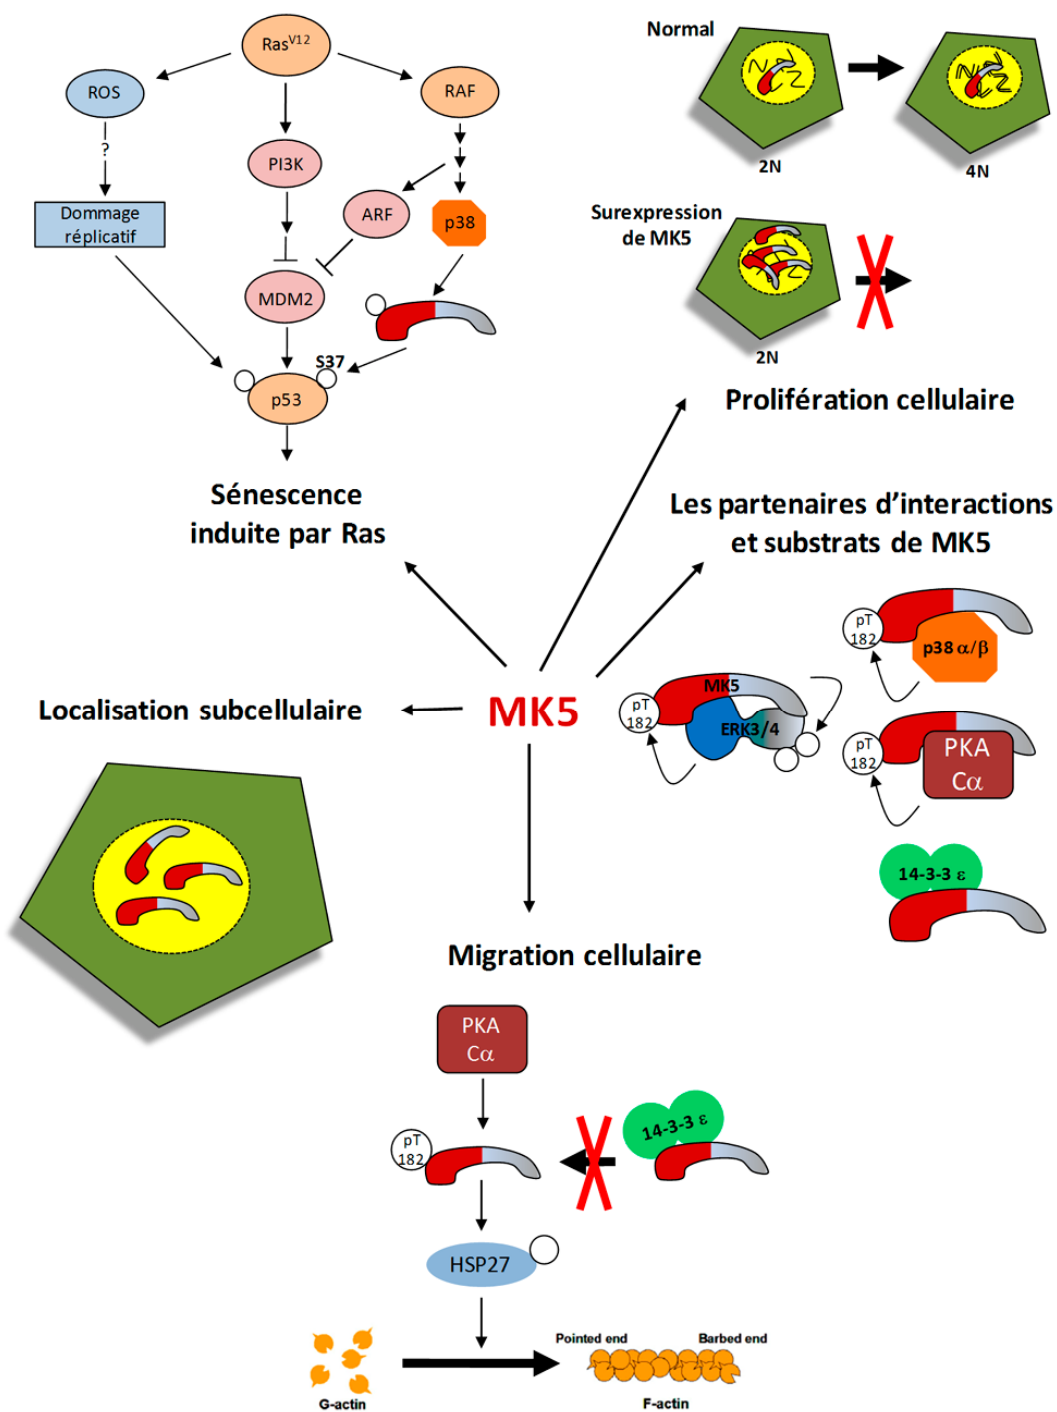 Ras^V12
ROS
RAF
?
PI3K
Dommage
réplicatif
ARF
p38
MDM2
S37
p53
Sénescence
induite par Ras
Normal
2N
4N
Surexpression
de MK5
2N
Prolifération cellulaire
Les partenaires d’interactions
et substrats de MK5
pT
182
p38 α/β
MK5
pT
182
ERK3/4
pT
182
PKA
Cα
14-3-3 ε
MK5
Localisation subcellulaire
Migration cellulaire
PKA
Cα
pT
182
14-3-3 ε
HSP27
Pointed end
Barbed end
G-actin
F-actin